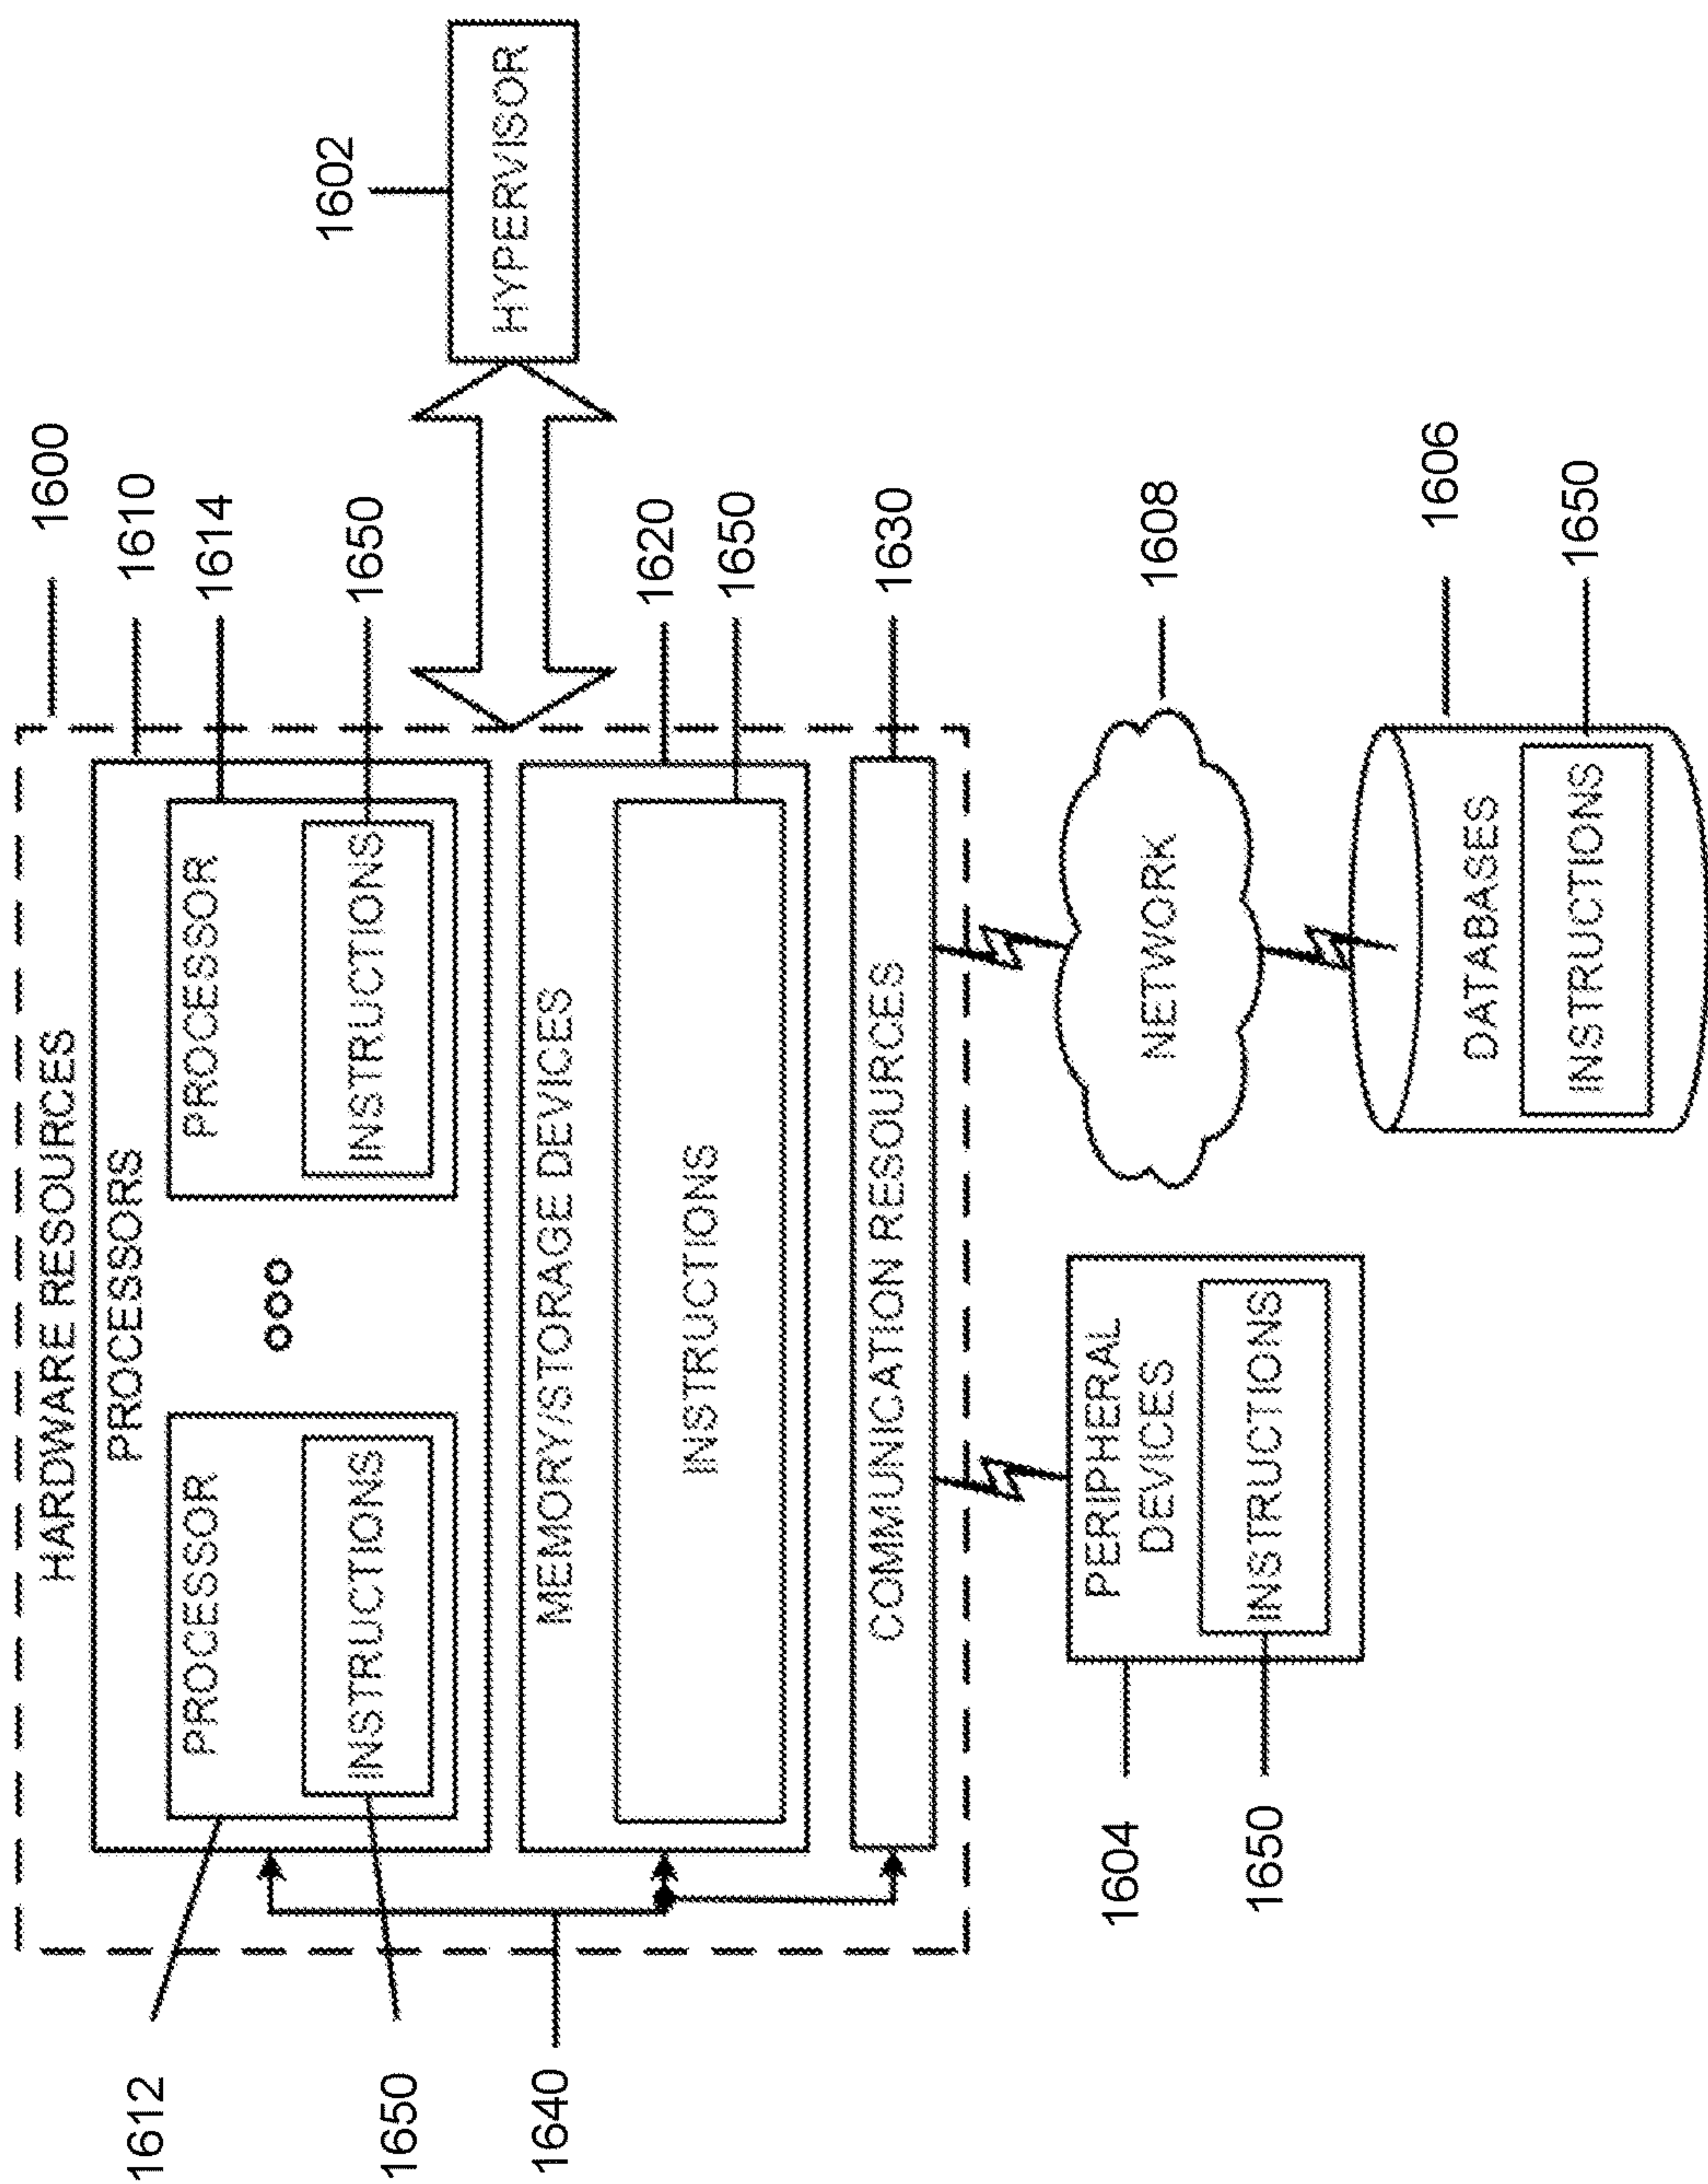 HARDWARE RESOURCES
1600
PROCESSORS
1610
1612
PROCESSOR
PROCESSOR
1614
1650
INSTRUCTIONS
INSTRUCTIONS
1650
1602
HYPERVISOR
1640
MEMORY/STORAGE DEVICES
1620
INSTRUCTIONS
1650
COMMUNICATION RESOURCES
1630
1604
PERIPHERAL
DEVICES
1650
INSTRUCTIONS
NETWORK
1608
DATABASES
1606
INSTRUCTIONS
1650